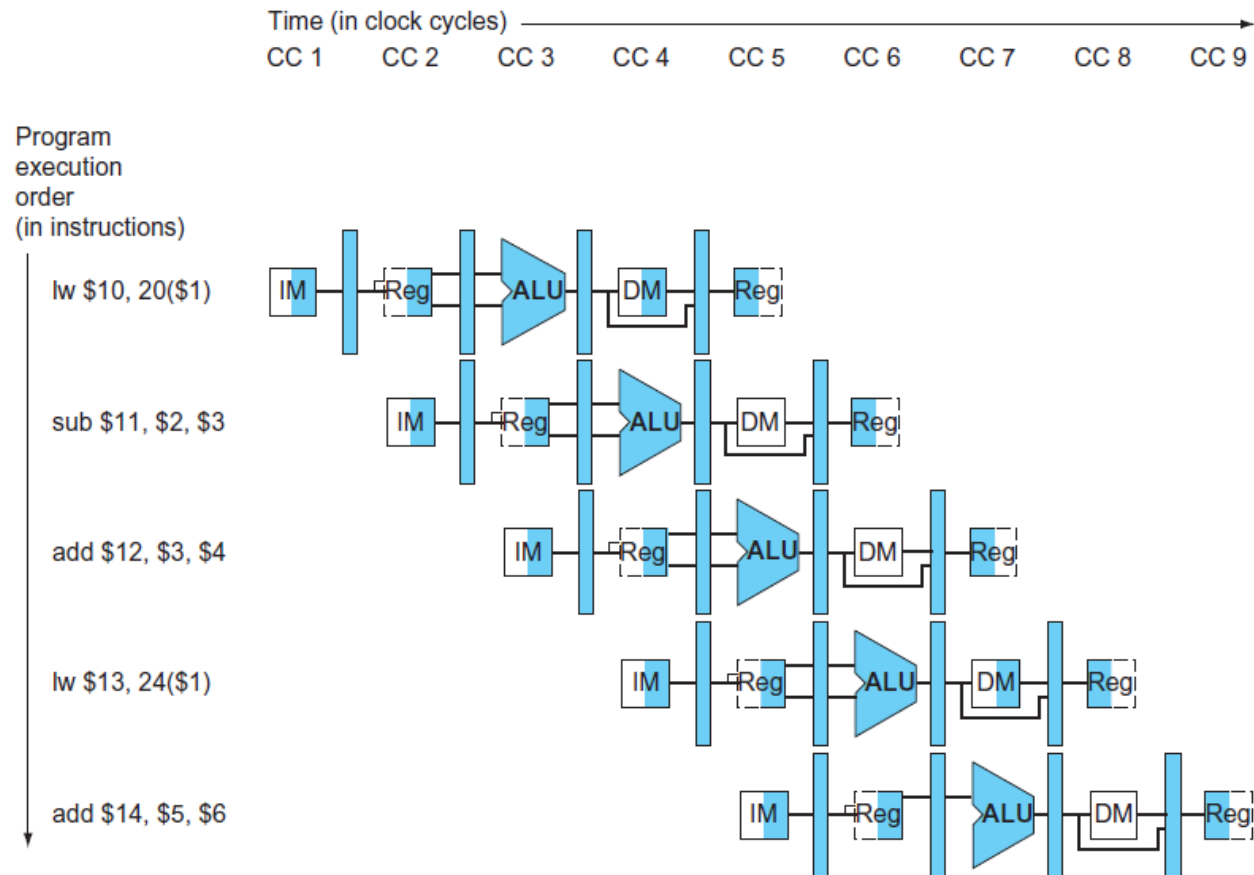 Time (in clock cycles)
CC 1 CC 2 CC 3 CC 4 CC 5 CC 6 CC 7 CC 8 CC 9
Program
execution
order
(in instructions)
lw $10, 20($1) IM Reg ALU DM Reg
sub $11, $2, $3 IM Reg ALU DM Reg
add $12, $3, $4 IM Reg ALU DM Reg
lw $13, 24($1) IM Reg ALU DM Reg
add $14, $5, $6 IM Reg ALU DM Reg